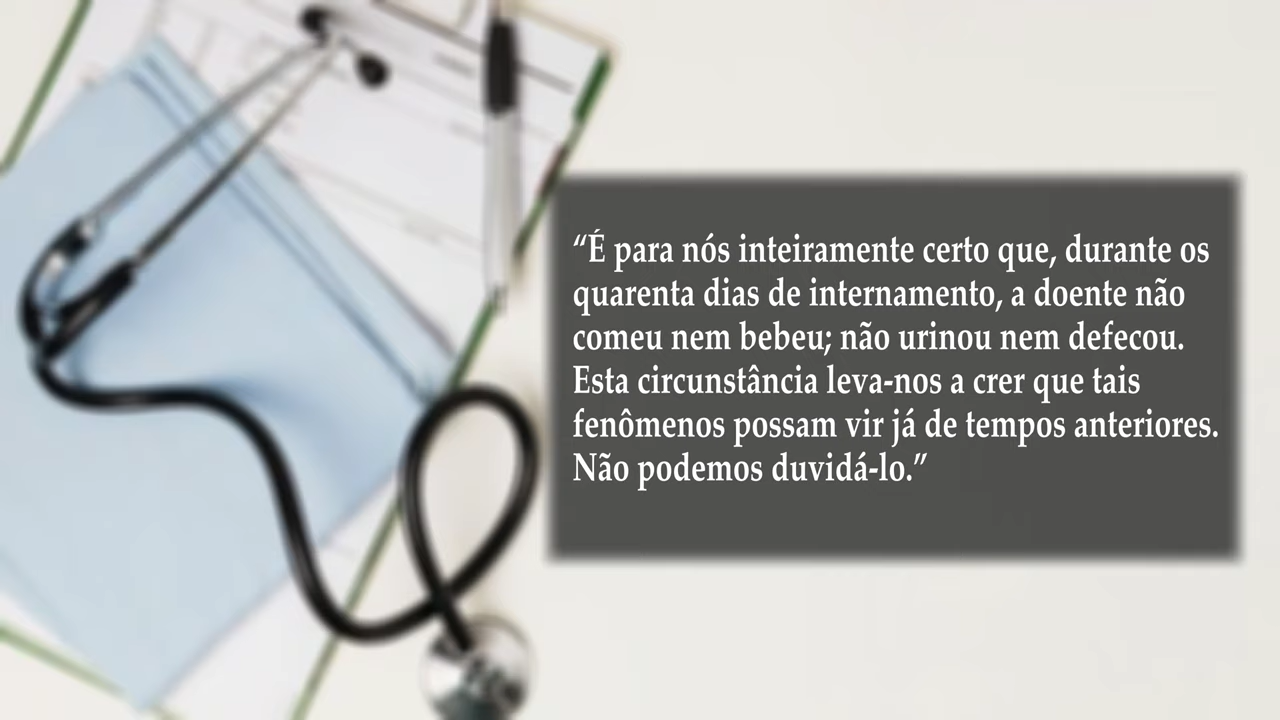 “É para nós inteiramente certo que, durante os
quarenta dias de internamento, a doente não
comeu nem bebeu; não urinou nem defecou.
Esta circunstância leva-nos a crer que tais
fenômenos possam vir já de tempos anteriores.
Não podemos duvidá-lo.”